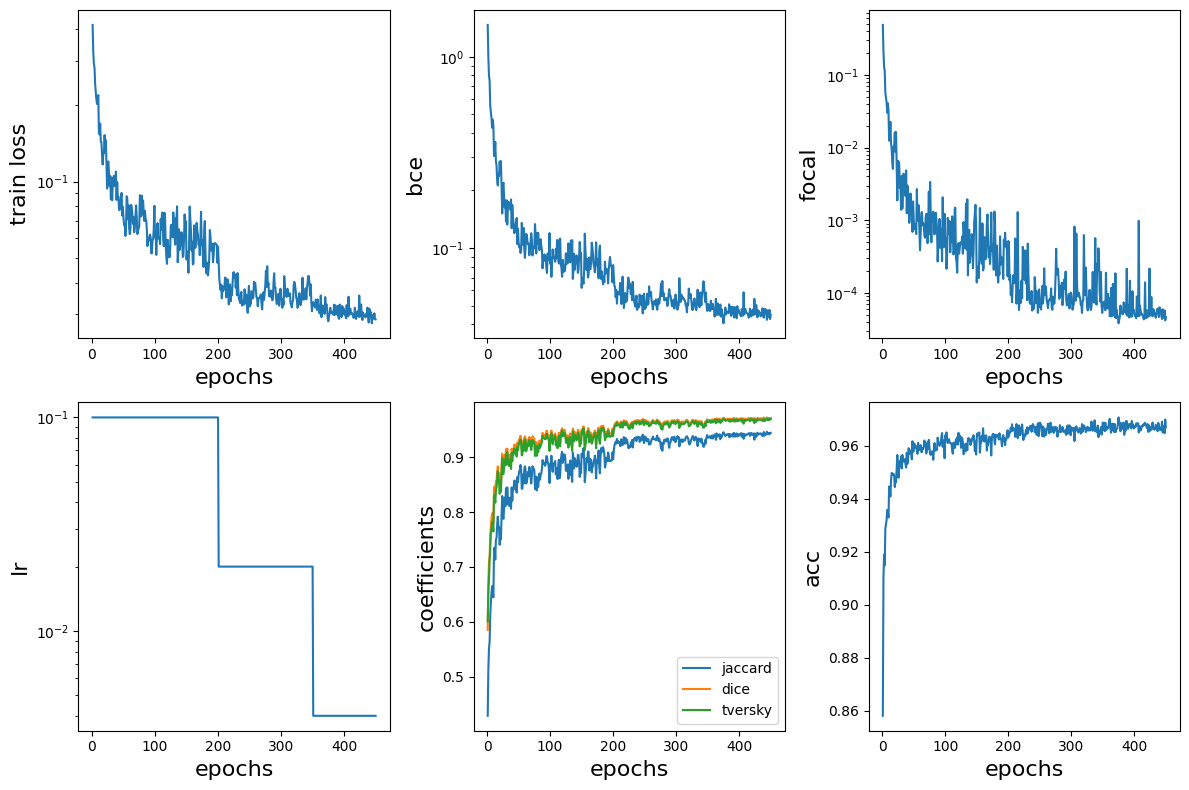 train loss
10⁻¹
0 100 200 300 400
epochs
bce
10⁰
10⁻¹
0 100 200 300 400
epochs
focal
10⁻¹
10⁻²
10⁻³
10⁻⁴
0 100 200 300 400
epochs
lr
10⁻¹
10⁻²
0 100 200 300 400
epochs
coefficients
0.9
0.8
0.7
0.6
0.5
jaccard
dice
tversky
0 100 200 300 400
epochs
acc
0.96
0.94
0.92
0.90
0.88
0.86
0 100 200 300 400
epochs